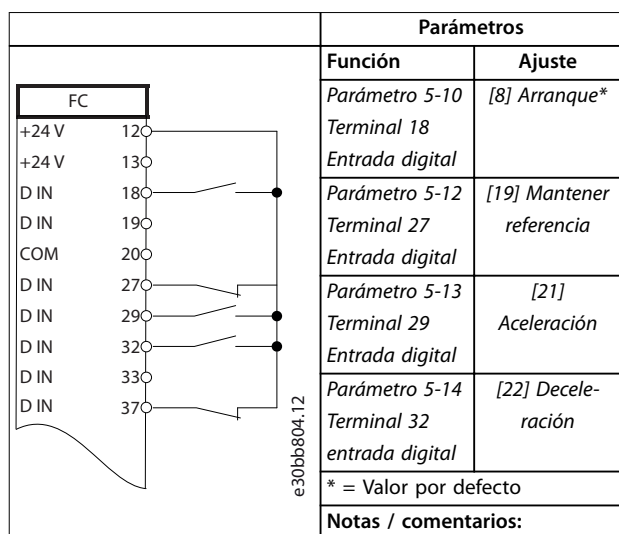 Parámetros
Función Ajuste
FC
+24 V 12
+24 V 13
D IN 18
D IN 19
COM 20
D IN 27
D IN 29
D IN 32
D IN 33
D IN 37
e30bb804.12
Parámetro 5-10 [8] Arranque*
Terminal 18
Entrada digital
Parámetro 5-12 [19] Mantener
Terminal 27 referencia
Entrada digital
Parámetro 5-13 [21]
Terminal 29 Aceleración
Entrada digital
Parámetro 5-14 [22] Decele-
Terminal 32 ración
entrada digital
* = Valor por defecto
Notas / comentarios: